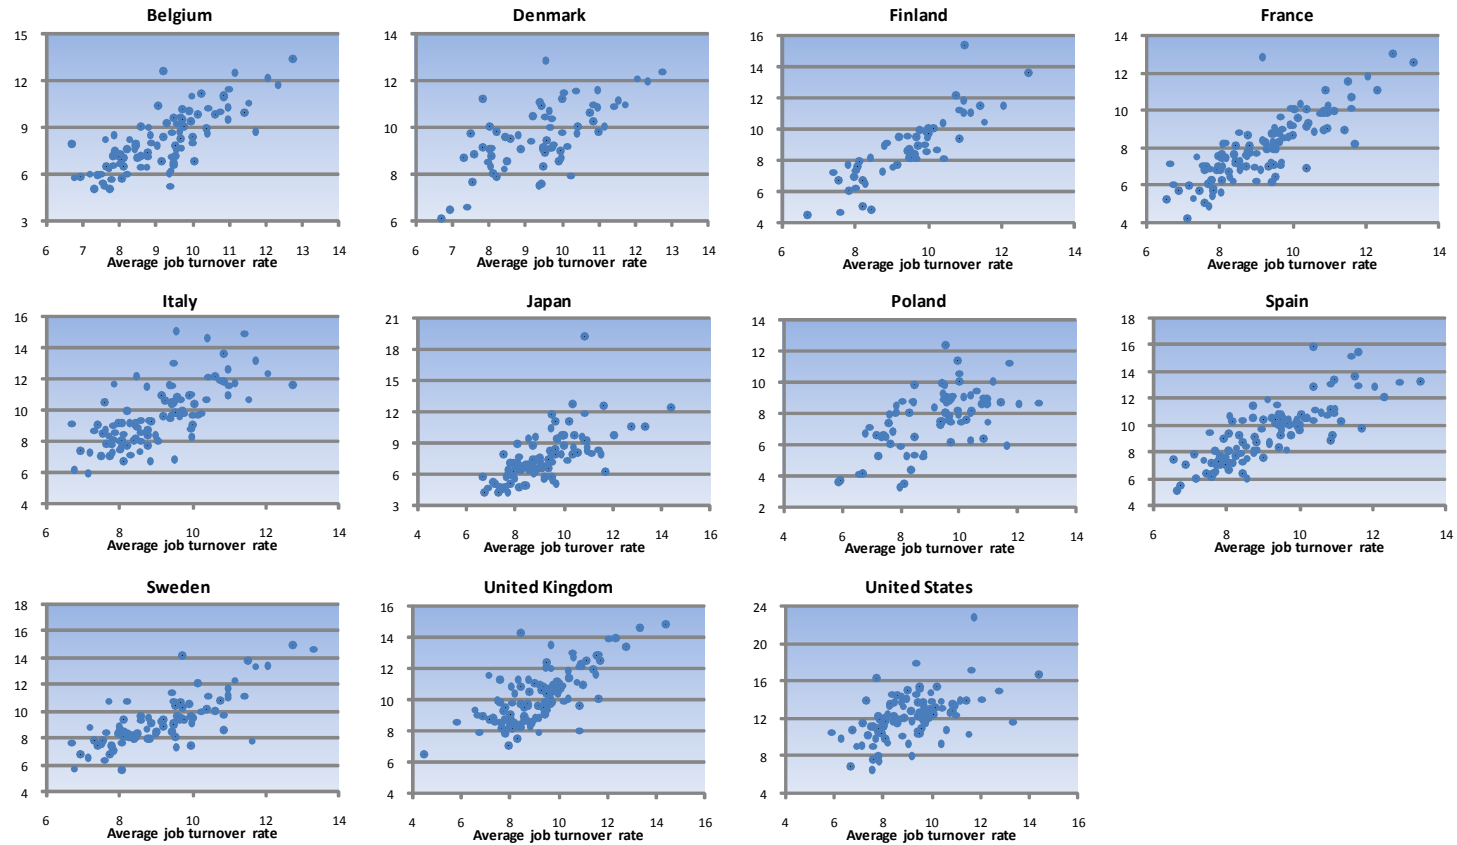 Belgium Denmark Finland France
15 14 16 14
12 12 14 12
9 10 12 10
6 8 10 8
3 6 8 6
6 4
4
6 7 8 9 10 11 12 13 14 6 7 8 9 10 11 12 13 14 6 8 10 12 14 6 8 10 12 14
Average job turnover rate Average job turnover rate Average job turnover rate Average job turnover rate
Italy Japan Poland Spain
16 21 14 18
14 18 12 16
12 15 10 14
10 12 8 12
8 9 6 10
6 6 4 8
4 3 2 6
4
6 8 10 12 14 4 6 8 10 12 14 16 4 6 8 10 12 14 6 8 10 12 14
Average job turnover rate Average job turnover rate Average job turnover rate Average job turnover rate
Sweden United Kingdom United States
18 16 24
16 14 20
14 12 16
12 10 12
10 8 8
8 6 4
6 4
4
6 8 10 12 14 4 6 8 10 12 14 16 4 6 8 10 12 14 16
Average job turnover rate Average job turnover rate Average job turnover rate